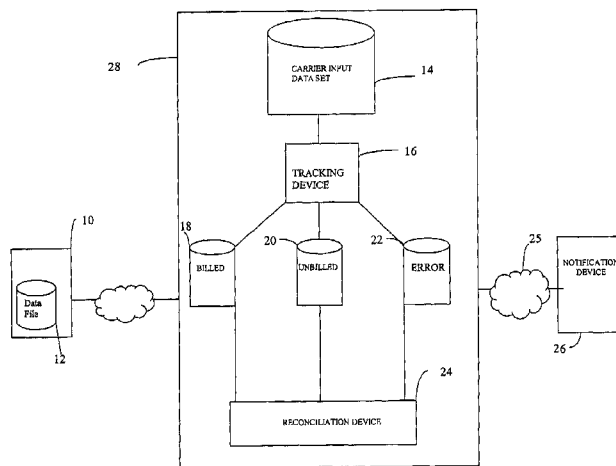 28
CARRIER INPUT
DATA SET
14
TRACKING
DEVICE
16
10
18
BILLED
20
UNBILLED
22
ERROR
25
NOTIFICATION
DEVICE
Data
File
12
26
24
RECONCILIATION DEVICE